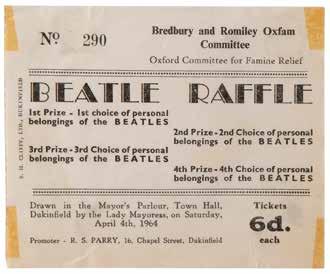 No. 290
Bredbury and Romiley Oxfam
Committee
Oxford Committee for Famine Relief
BEATLE RAFFLE
1st Prize - 1st choice of personal
belongings of the BEATLES
2nd Prize - 2nd Choice of personal
belongings of the BEATLES
3rd Prize - 3rd Choice of personal
belongings of the BEATLES
4th Prize - 4th Choice of personal
belongings of the BEATLES
Drawn in the Mayor's Parlour, Town Hall,
Dukinfield by the Lady Mayoress, on Saturday,
April 4th, 1964
Tickets
6d.
each
Promoter - R. S. PARRY, 16, Chapel Street, Dukinfield
LTD., DUKINFIELD